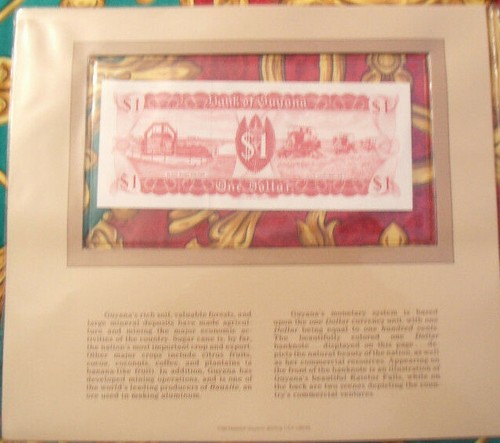 $1 Bank of Guyana $1
$1
$1 One Dollar $1
Guyana's rich soil, valuable forests, and
large mineral deposits have made agricul-
ture and mining the major economic ac-
tivities of the country. Sugar cane is, by far,
the nation's most important crop and export.
Other major crops include citrus fruits,
cocoa, coconuts, coffee, and plantains (a
banana-like fruit). In addition, Guyana has
developed mining operations, and is one of
the world's leading producers of Bauxite, an
ore used in making aluminum.
Guyana's monetary system is based
upon the one Dollar currency unit, with one
Dollar being equal to one hundred cents.
The beautifully colored one Dollar
banknote displayed on this page de-
picts the natural beauty of the nation, as well
as her commercial resources. Appearing on
the front of the banknote is an illustration of
Guyana's beautiful Kaietur Falls, while on
the back are two scenes depicting the coun-
try's commercial ventures.